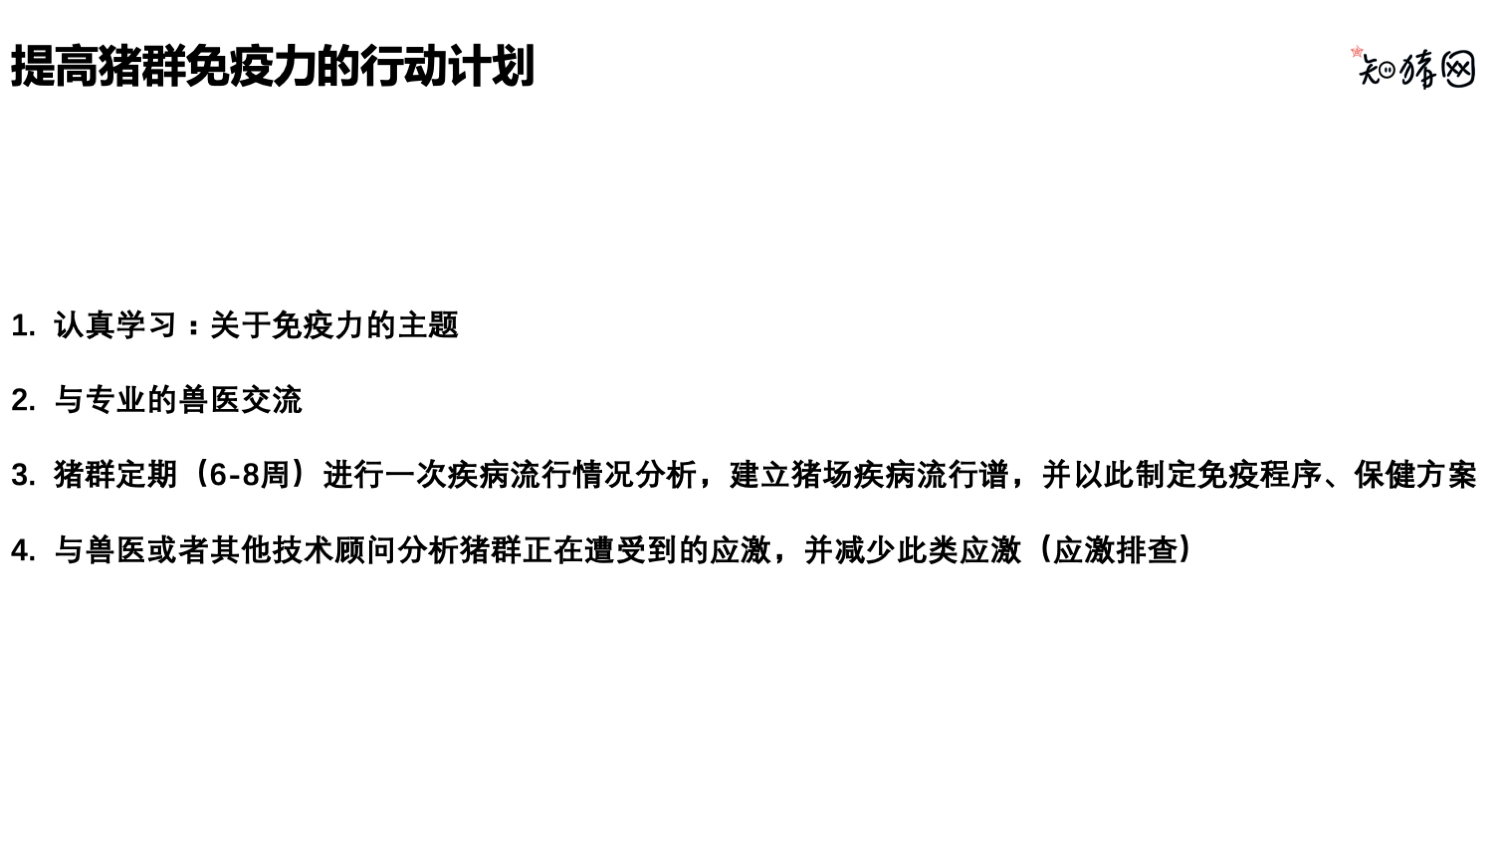 提高猪群免疫力的行动计划
知猪网
1. 认真学习：关于免疫力的主题
2. 与专业的兽医交流
3. 猪群定期（6-8周）进行一次疾病流行情况分析，建立猪场疾病流行谱，并以此制定免疫程序、保健方案
4. 与兽医或者其他技术顾问分析猪群正在遭受到的应激，并减少此类应激（应激排查）